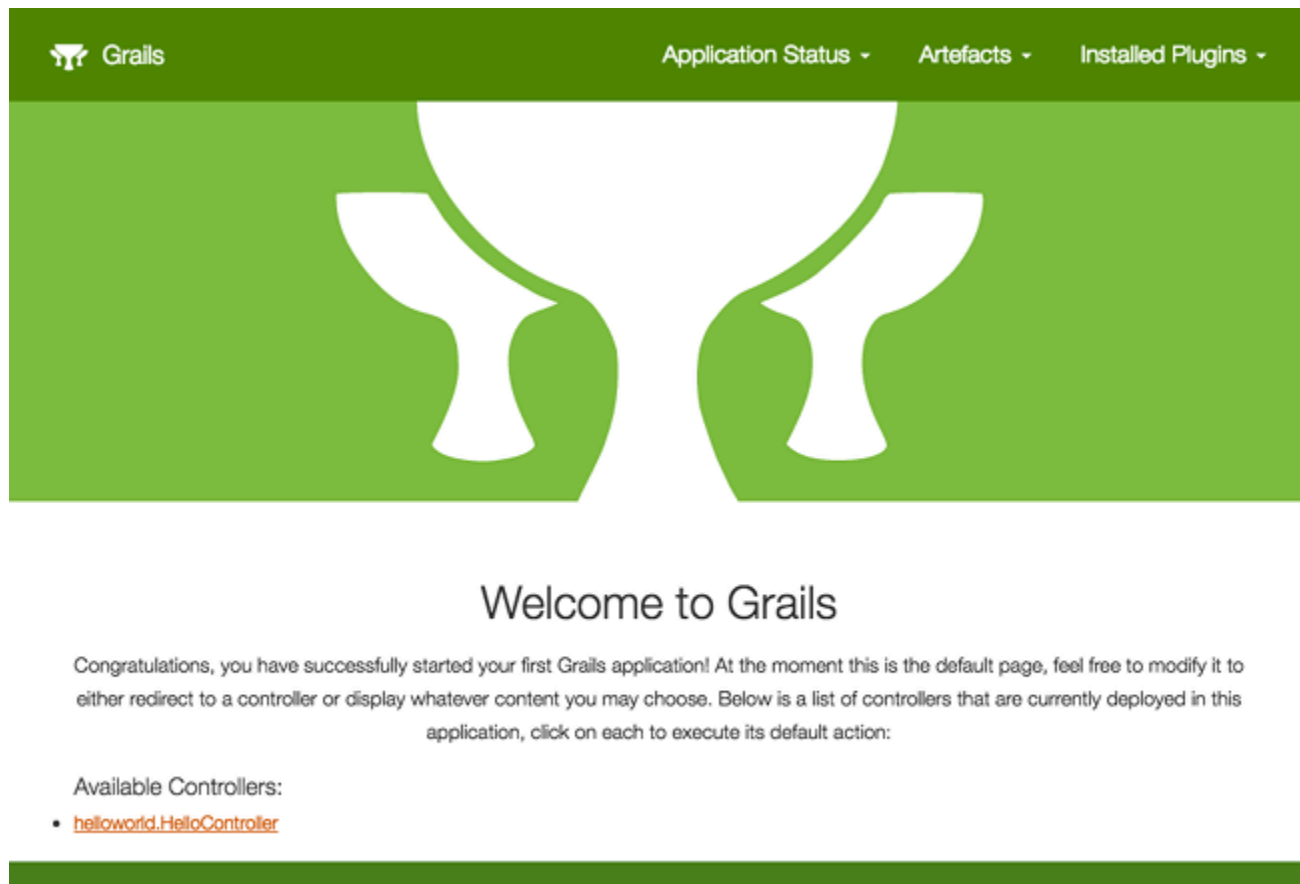 Grails
Application Status
Artefacts
Installed Plugins
Welcome to Grails
Congratulations, you have successfully started your first Grails application! At the moment this is the default page, feel free to modify it to
either redirect to a controller or display whatever content you may choose. Below is a list of controllers that are currently deployed in this
application, click on each to execute its default action:
Available Controllers:
helloworld.HelloController